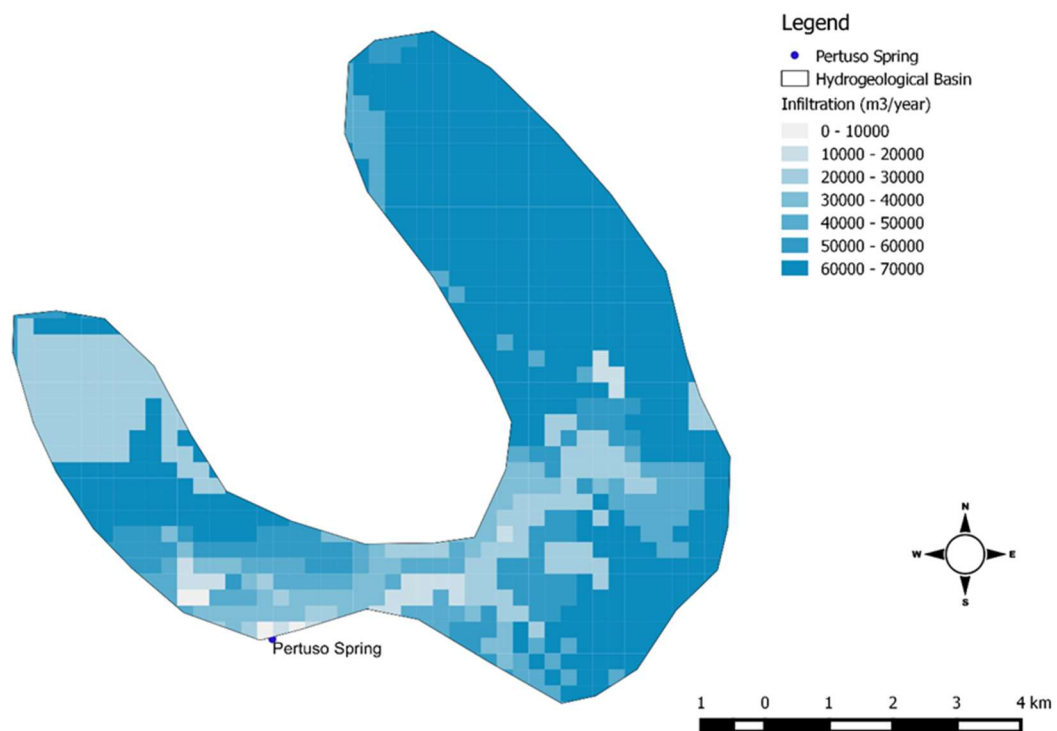 Legend
Pertuso Spring
Hydrogeological Basin
Infiltration (m3/year)
0 - 10000
10000 - 20000
20000 - 30000
30000 - 40000
40000 - 50000
50000 - 60000
60000 - 70000
N
W E
S
Pertuso Spring
1 0 1 2 3 4 km